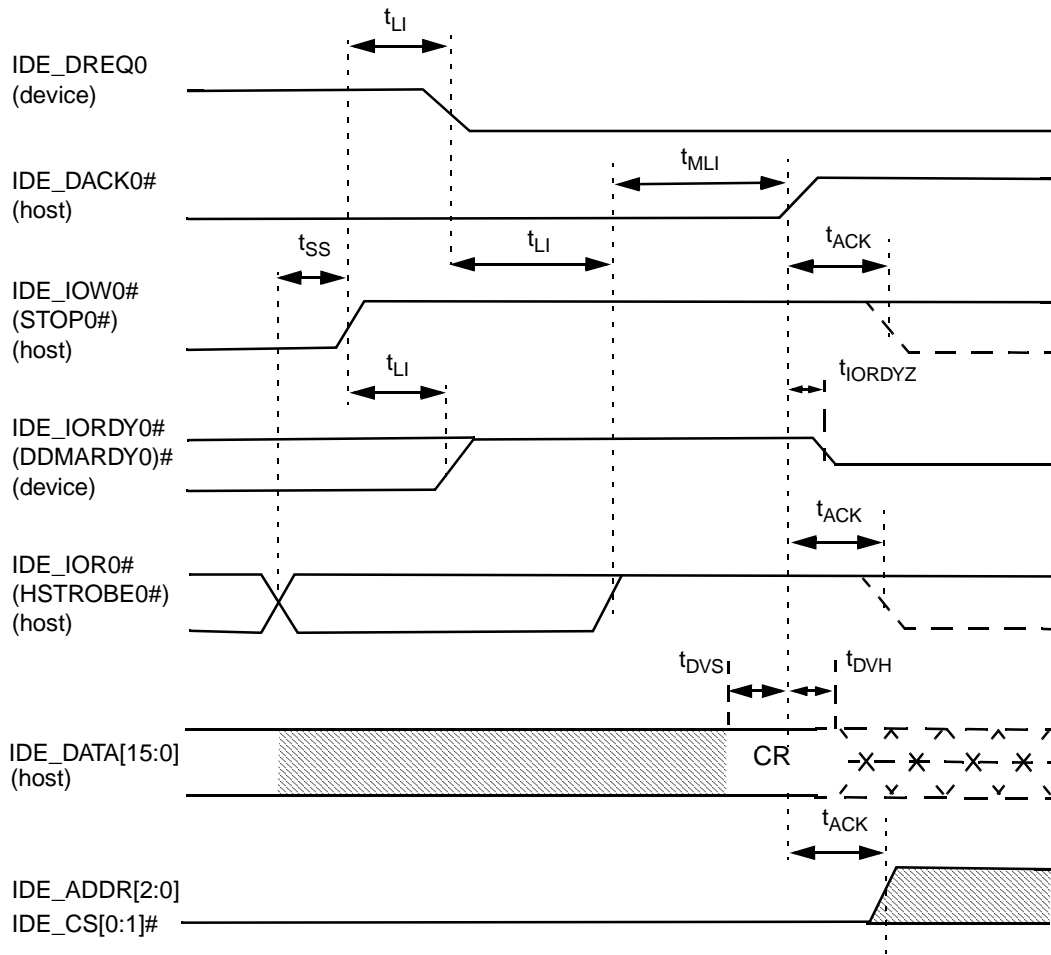 tLI
IDE_DREQ0
(device)
tMLI
IDE_DACK0#
(host)
tSS
tLI
tACK
IDE_IOW0#
(STOP0#)
(host)
tLI
tIORDYZ
IDE_IORDY0#
(DDMARDY0)#
(device)
tACK
IDE_IOR0#
(HSTROBE0#)
(host)
tDVS
tDVH
IDE_DATA[15:0]
(host)
CR
tACK
IDE_ADDR[2:0]
IDE_CS[0:1]#